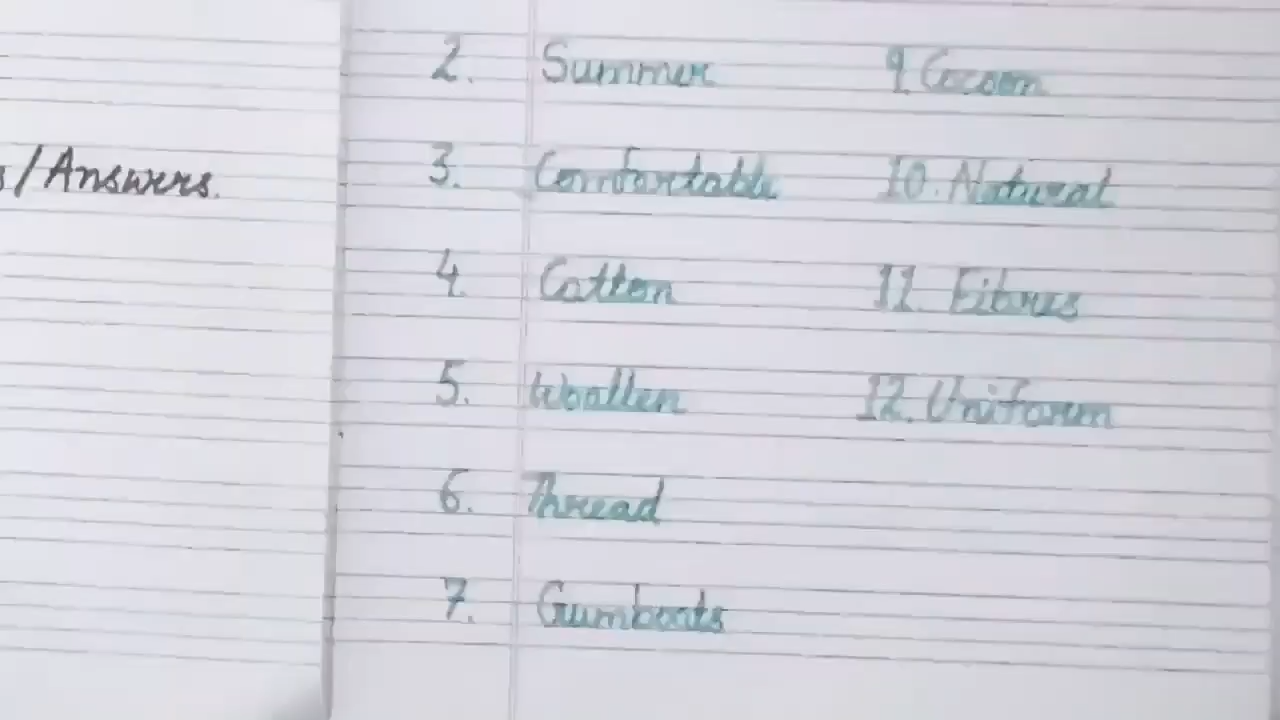 s/Answers.
2. Summer
3. Comfortable
4. Cotton
5. Woollen
6. Thread
7. Gumboots
9. Cocoon
10. Natural
11. Fibres
12. Uniform